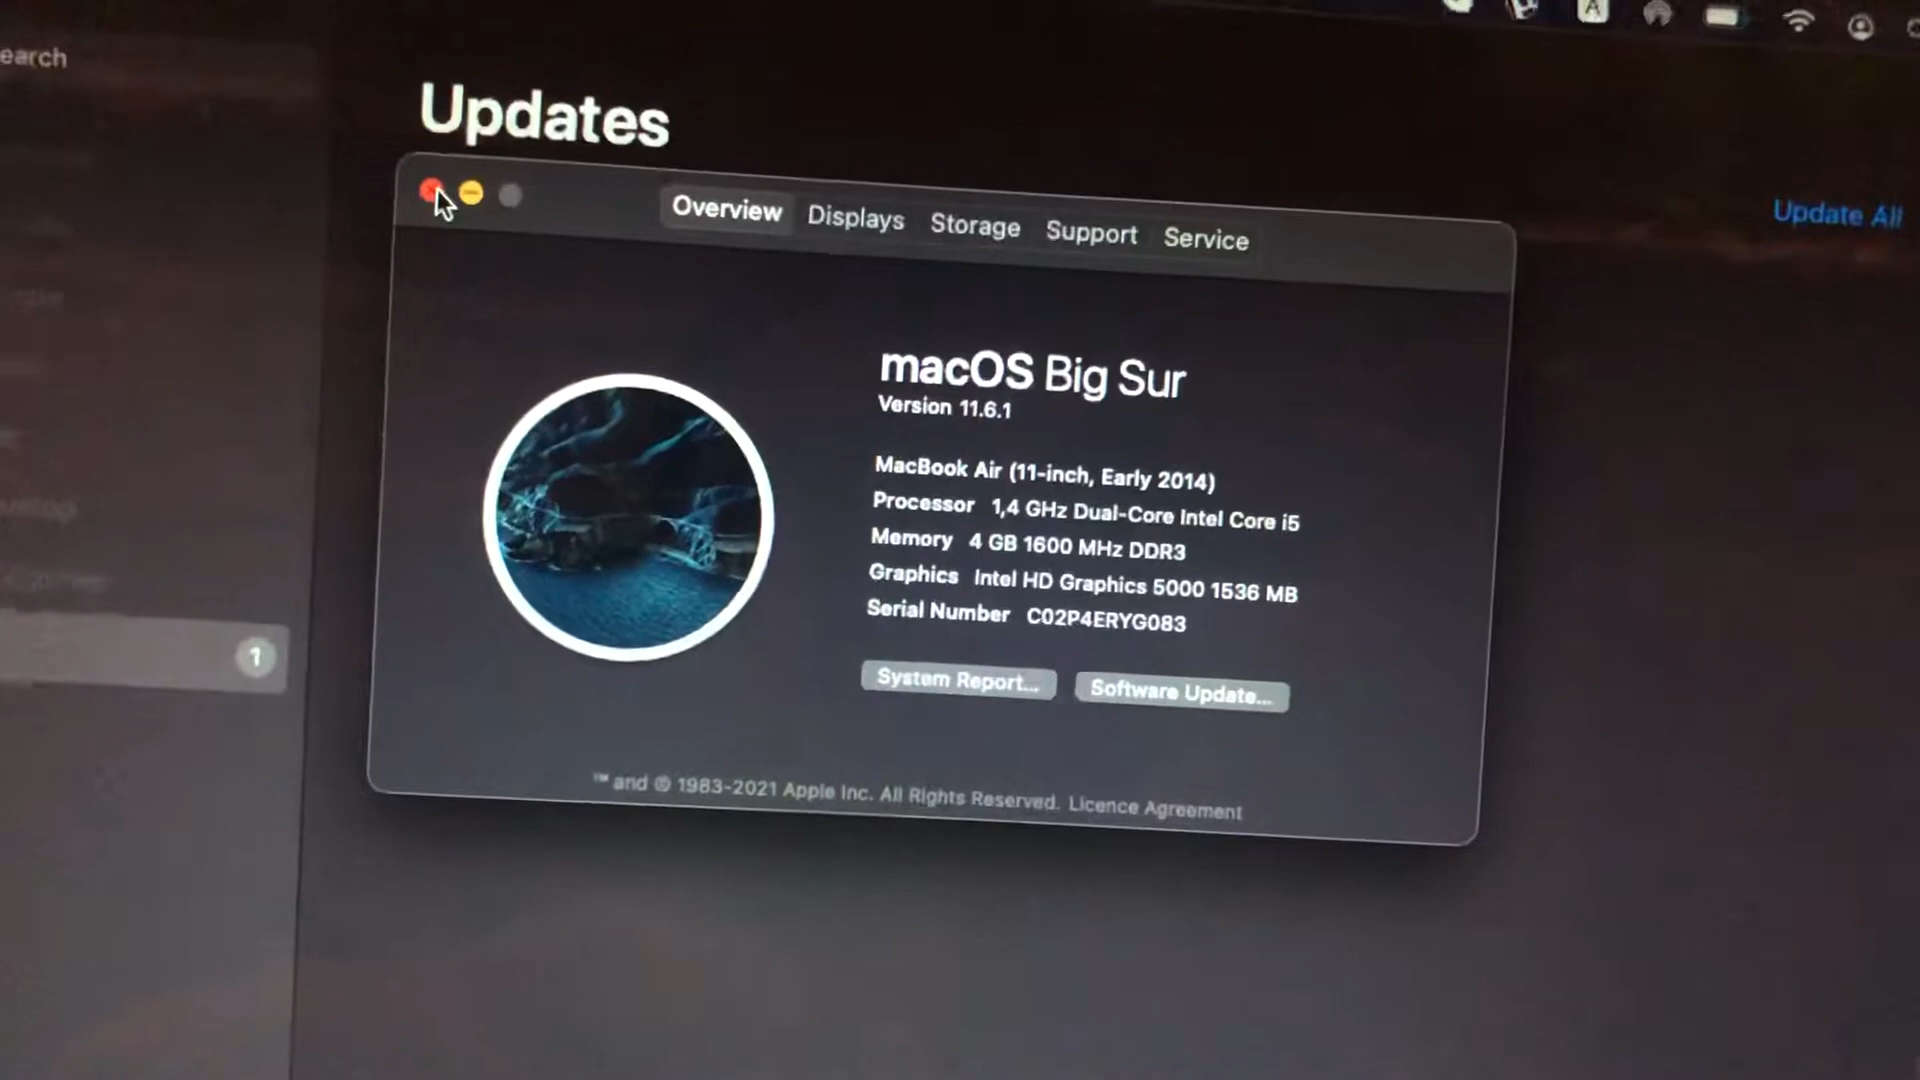 earch
Updates
Update All
Overview Displays Storage Support Service
macOS Big Sur
Version 11.6.1
MacBook Air (11-inch, Early 2014)
Processor 1,4 GHz Dual-Core Intel Core i5
Memory 4 GB 1600 MHz DDR3
Graphics Intel HD Graphics 5000 1536 MB
Serial Number C02P4ERYG083
1
System Report... Software Update...
™ and © 1983-2021 Apple Inc. All Rights Reserved. Licence Agreement
A